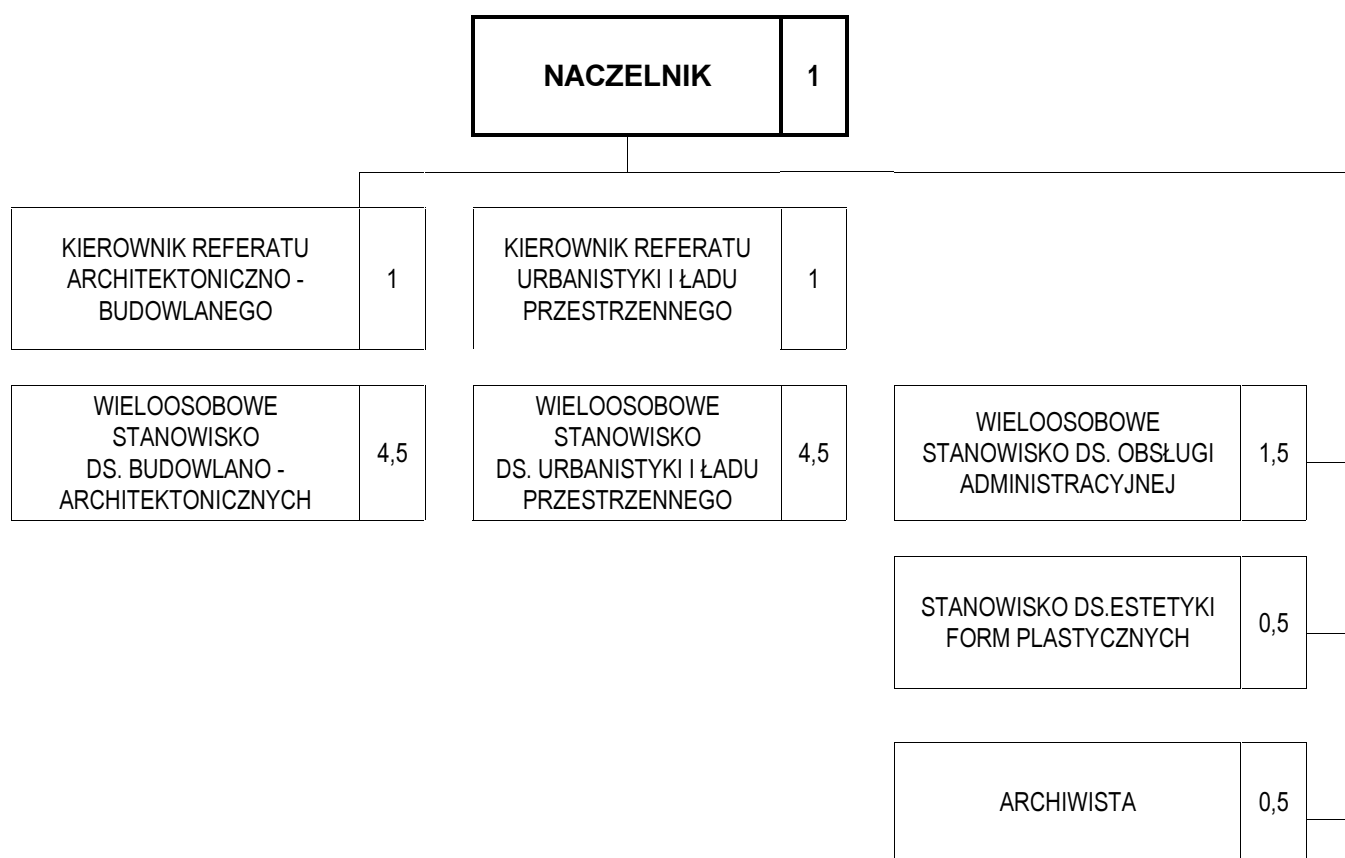 NACZELNIK 1
KIEROWNIK REFERATU
ARCHITEKTONICZNO -
BUDOWLANEGO
1
KIEROWNIK REFERATU
URBANISTYKI I ŁADU
PRZESTRZENNEGO
1
WIELOOSOBOWE
STANOWISKO
DS. BUDOWLANO -
ARCHITEKTONICZNYCH
4,5
WIELOOSOBOWE
STANOWISKO
DS. URBANISTYKI I ŁADU
PRZESTRZENNEGO
4,5
WIELOOSOBOWE
STANOWISKO DS. OBSŁUGI
ADMINISTRACYJNEJ
1,5
STANOWISKO DS.ESTETYKI
FORM PLASTYCZNYCH
0,5
ARCHIWISTA 0,5